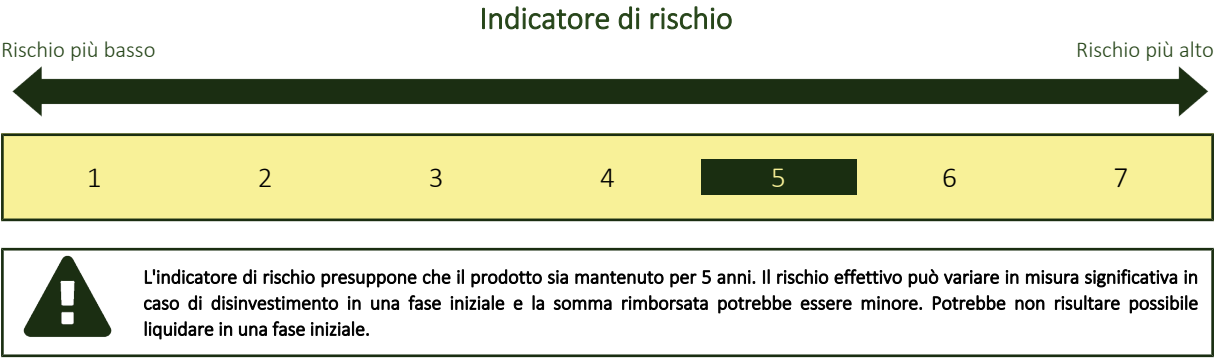 Indicatore di rischio
Rischio più basso Rischio più alto
1 2 3 4 5 6 7
L'indicatore di rischio presuppone che il prodotto sia mantenuto per 5 anni. Il rischio effettivo può variare in misura significativa in
caso di disinvestimento in una fase iniziale e la somma rimborsata potrebbe essere minore. Potrebbe non risultare possibile
liquidare in una fase iniziale.